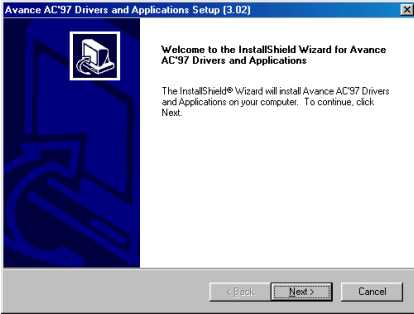 Avance AC'97 Drivers and Applications Setup (3.02)
Welcome to the InstallShield Wizard for Avance
AC'97 Drivers and Applications
The InstallShield® Wizard will install Avance AC'97 Drivers
and Applications on your computer. To continue, click
Next.
< Back Next > Cancel